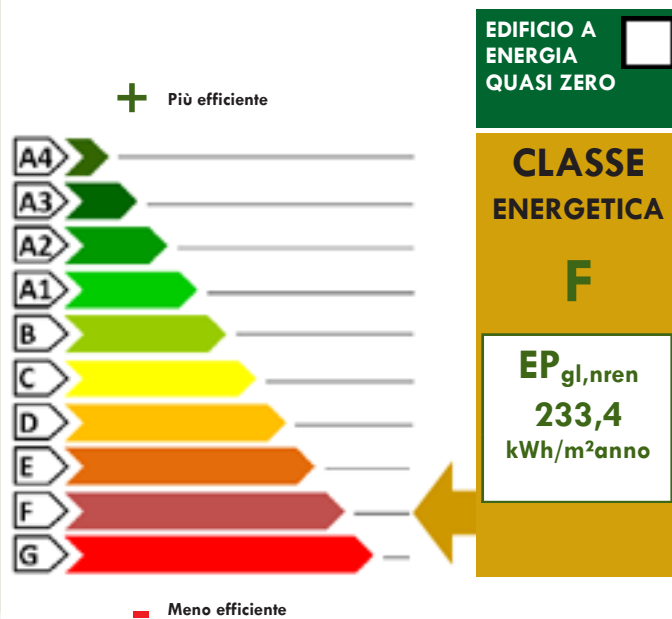 EDIFICIO A
ENERGIA
QUASI ZERO
+ Più efficiente
A4
A3
A2
A1
B
C
D
E
F
G
- Meno efficiente
CLASSE
ENERGETICA
F
EPgl,nren
233,4
kWh/m²anno